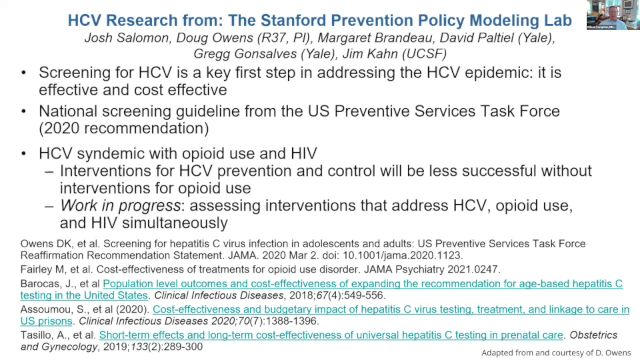 HCV Research from: The Stanford Prevention Policy Modeling Lab
Josh Salomon, Doug Owens (R37, PI), Margaret Brandeau, David Paltiel (Yale),
Gregg Gonsalves (Yale), Jim Kahn (UCSF)
• Screening for HCV is a key first step in addressing the HCV epidemic: it is
effective and cost effective
• National screening guideline from the US Preventive Services Task Force
(2020 recommendation)
• HCV syndemic with opioid use and HIV
– Interventions for HCV prevention and control will be less successful without
interventions for opioid use
– Work in progress: assessing interventions that address HCV, opioid use,
and HIV simultaneously
Owens DK, et al. Screening for hepatitis C virus infection in adolescents and adults: US Preventive Services Task Force
Reaffirmation Recommendation Statement. JAMA. 2020 Mar 2. doi: 10.1001/jama.2020.1123.
Fairley M, et al. Cost-effectiveness of treatments for opioid use disorder. JAMA Psychiatry 2021.0247.
Barocas, J., et al Population level outcomes and cost-effectiveness of expanding the recommendation for age-based hepatitis C
testing in the United States. Clinical Infectious Diseases, 2018;67(4):549-556.
Assoumou, S., et al (2020). Cost-effectiveness and budgetary impact of hepatitis C virus testing, treatment, and linkage to care in
US prisons. Clinical Infectious Diseases 2020;70(7):1388-1396.
Tasillo, A., et al Short-term effects and long-term cost-effectiveness of universal hepatitis C testing in prenatal care. Obstetrics
and Gynecology, 2019;133(2):289-300
Adapted from and courtesy of D. Owens